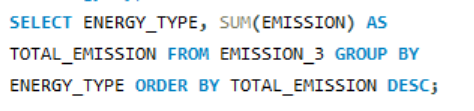 SELECT ENERGY_TYPE, SUM(EMISSION) AS
TOTAL_EMISSION FROM EMISSION_3 GROUP BY
ENERGY_TYPE ORDER BY TOTAL_EMISSION DESC;